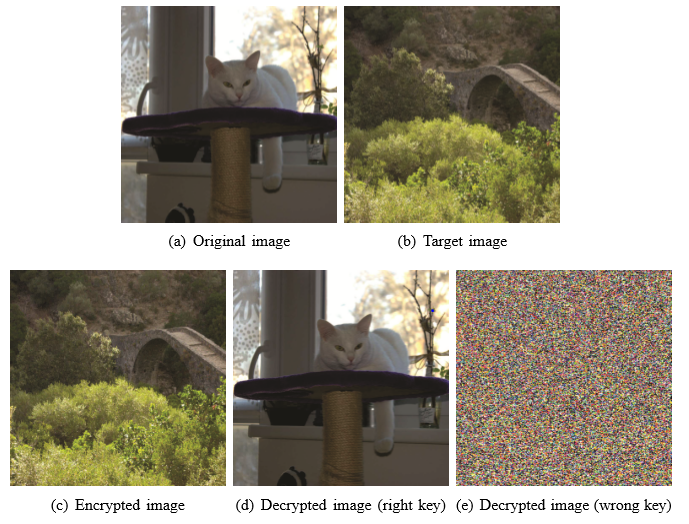 (a) Original image
(b) Target image
(c) Encrypted image
(d) Decrypted image (right key)
(e) Decrypted image (wrong key)